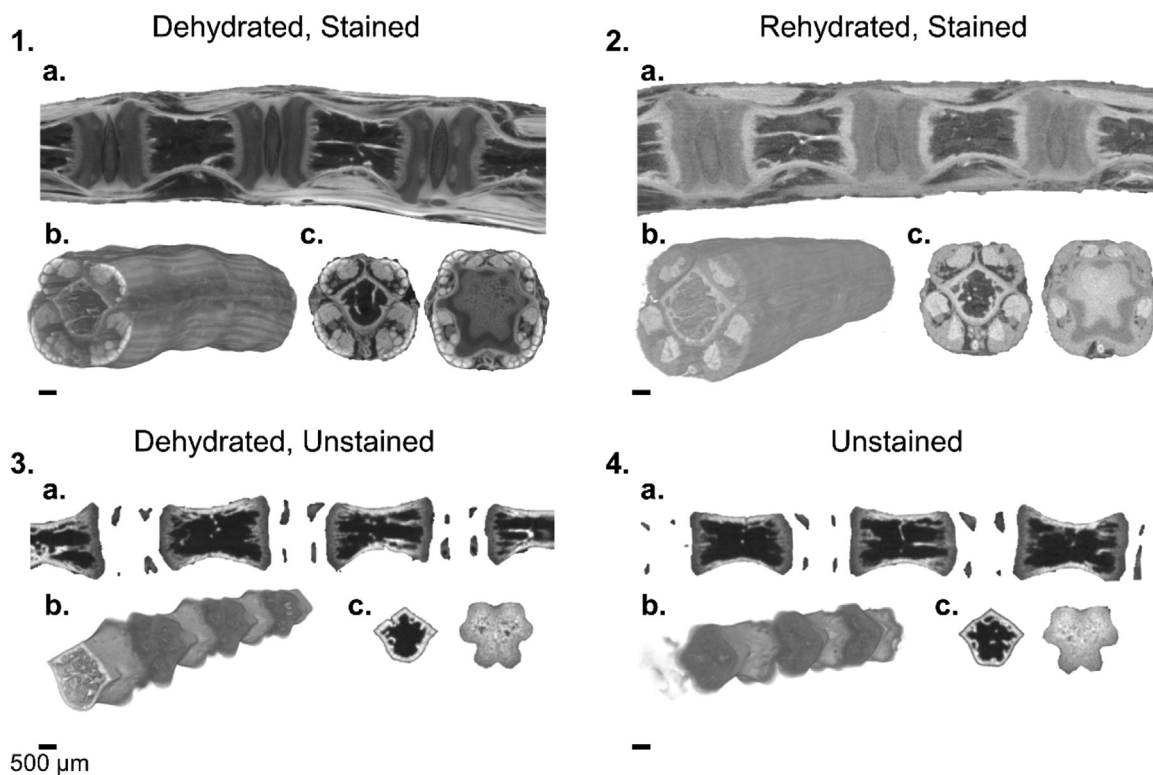 Dehydrated, Stained
1.
a.
b.
c.
Rehydrated, Stained
2.
a.
b.
c.
Dehydrated, Unstained
3.
a.
b.
c.
Unstained
4.
a.
b.
c.
500 µm